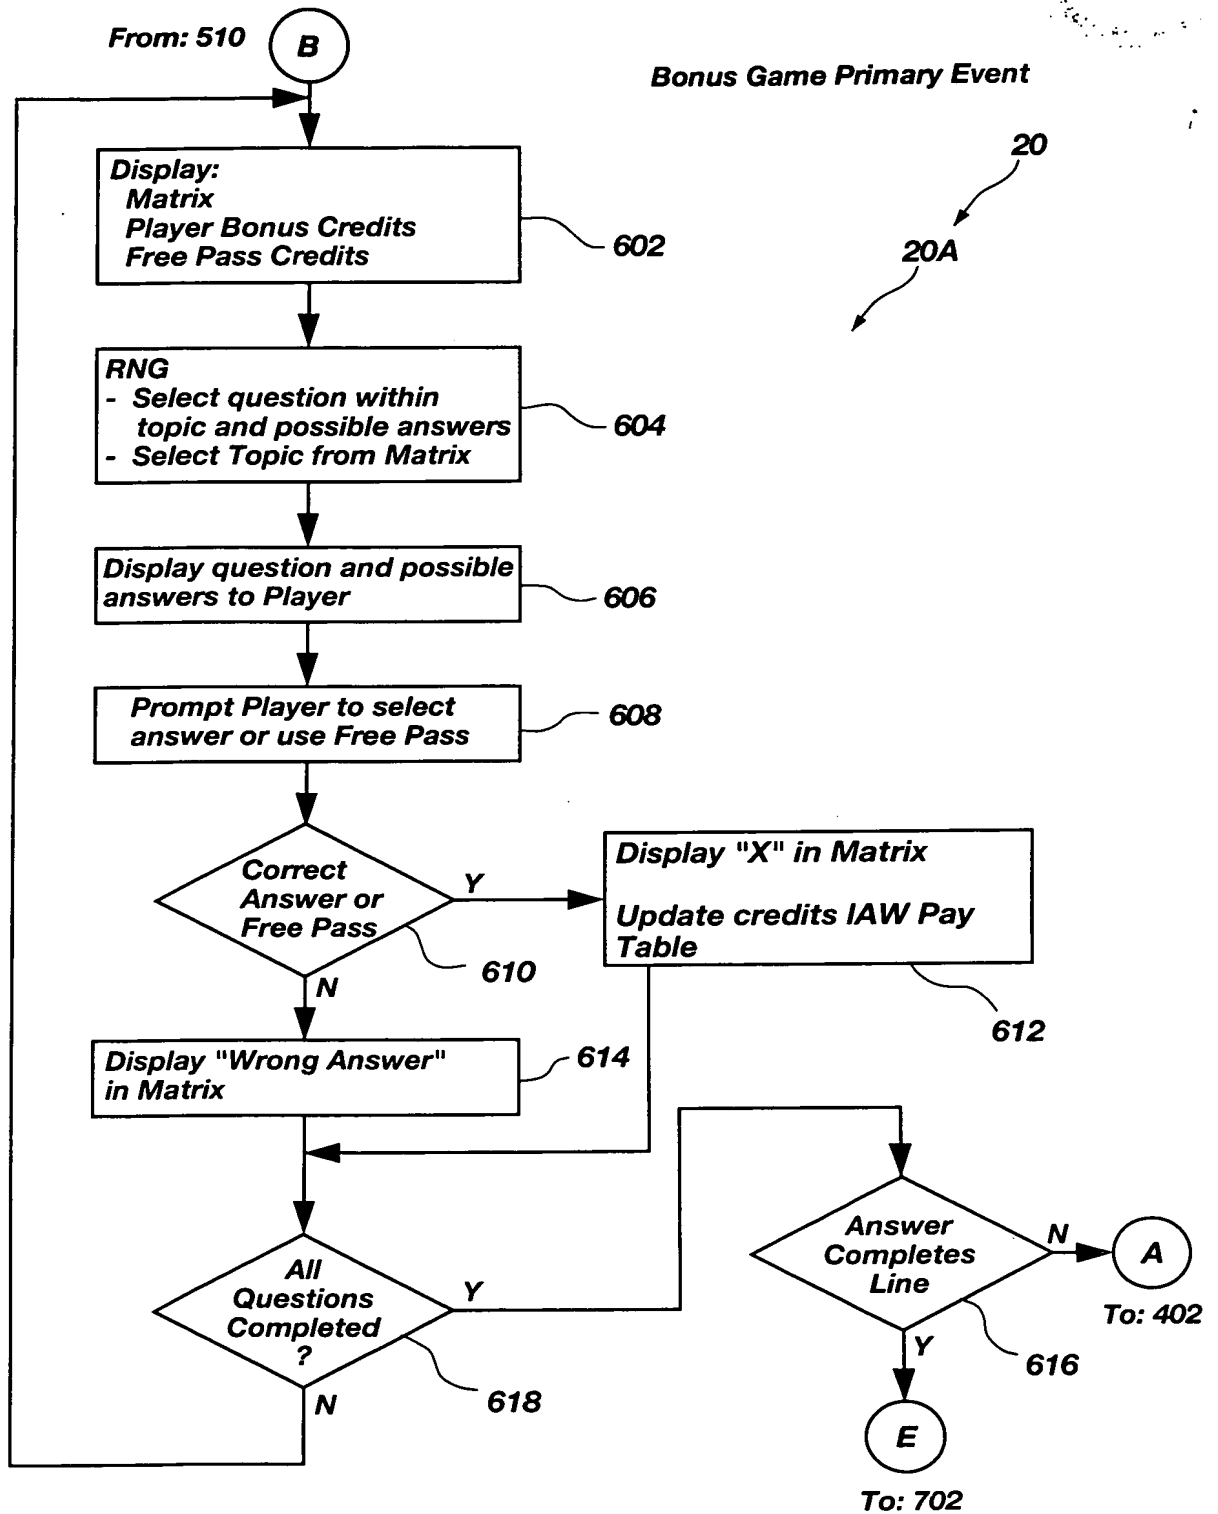 From: 510
B
Bonus Game Primary Event
20
20A
Display:
Matrix
Player Bonus Credits
Free Pass Credits
602
RNG
- Select question within
topic and possible answers
- Select Topic from Matrix
604
Display question and possible
answers to Player
606
Prompt Player to select
answer or use Free Pass
608
Correct
Answer or
Free Pass
Y
610
N
Display "X" in Matrix
Update credits IAW Pay
Table
612
Display "Wrong Answer"
in Matrix
614
All
Questions
Completed
?
Y
618
N
Answer
Completes
Line
N
A
To: 402
616
Y
E
To: 702